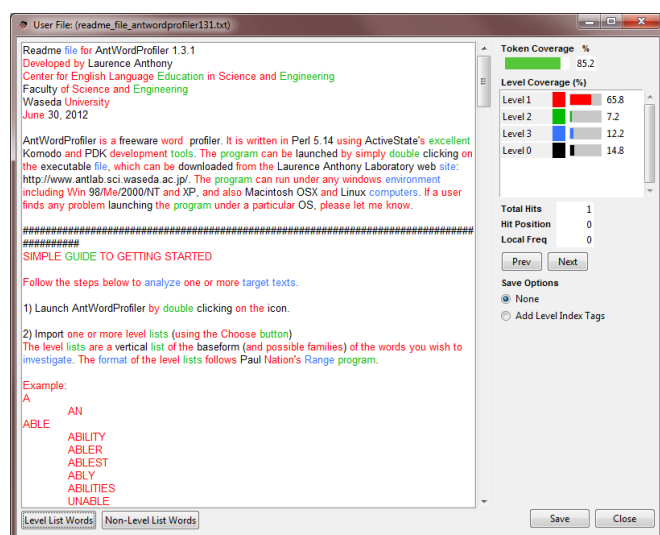 User File: (readme_file_antwordprofiler131.txt)
Readme file for AntWordProfiler 1.3.1
Developed by Laurence Anthony
Center for English Language Education in Science and Engineering
Faculty of Science and Engineering
Waseda University
June 30, 2012
AntWordProfiler is a freeware word profiler. It is written in Perl 5.14 using ActiveState's excellent
Komodo and PDK development tools. The program can be launched by simply double clicking on
the executable file, which can be downloaded from the Laurence Anthony Laboratory web site:
http://www.antlab.sci.waseda.ac.jp/. The program can run under any windows environment
including Win 98/Me/2000/NT and XP, and also Macintosh OSX and Linux computers. If a user
finds any problem launching the program under a particular OS, please let me know.
################################################################################
##########
SIMPLE GUIDE TO GETTING STARTED
Follow the steps below to analyze one or more target texts.
1) Launch AntWordProfiler by double clicking on the icon.
2) Import one or more level lists (using the Choose button)
The level lists are a vertical list of the baseform (and possible families) of the words you wish to
investigate. The format of the level lists follows Paul Nation's Range program.
Example:
A
AN
ABLE
ABILITY
ABLER
ABLEST
ABLY
ABILITIES
UNABLE
Level List Words Non-Level List Words
Token Coverage %
85.2
Level Coverage (%)
Level 1 65.8
Level 2 7.2
Level 3 12.2
Level 0 14.8
Total Hits 1
Hit Position 0
Local Freq 0
Prev Next
Save Options
None
Add Level Index Tags
Save Close